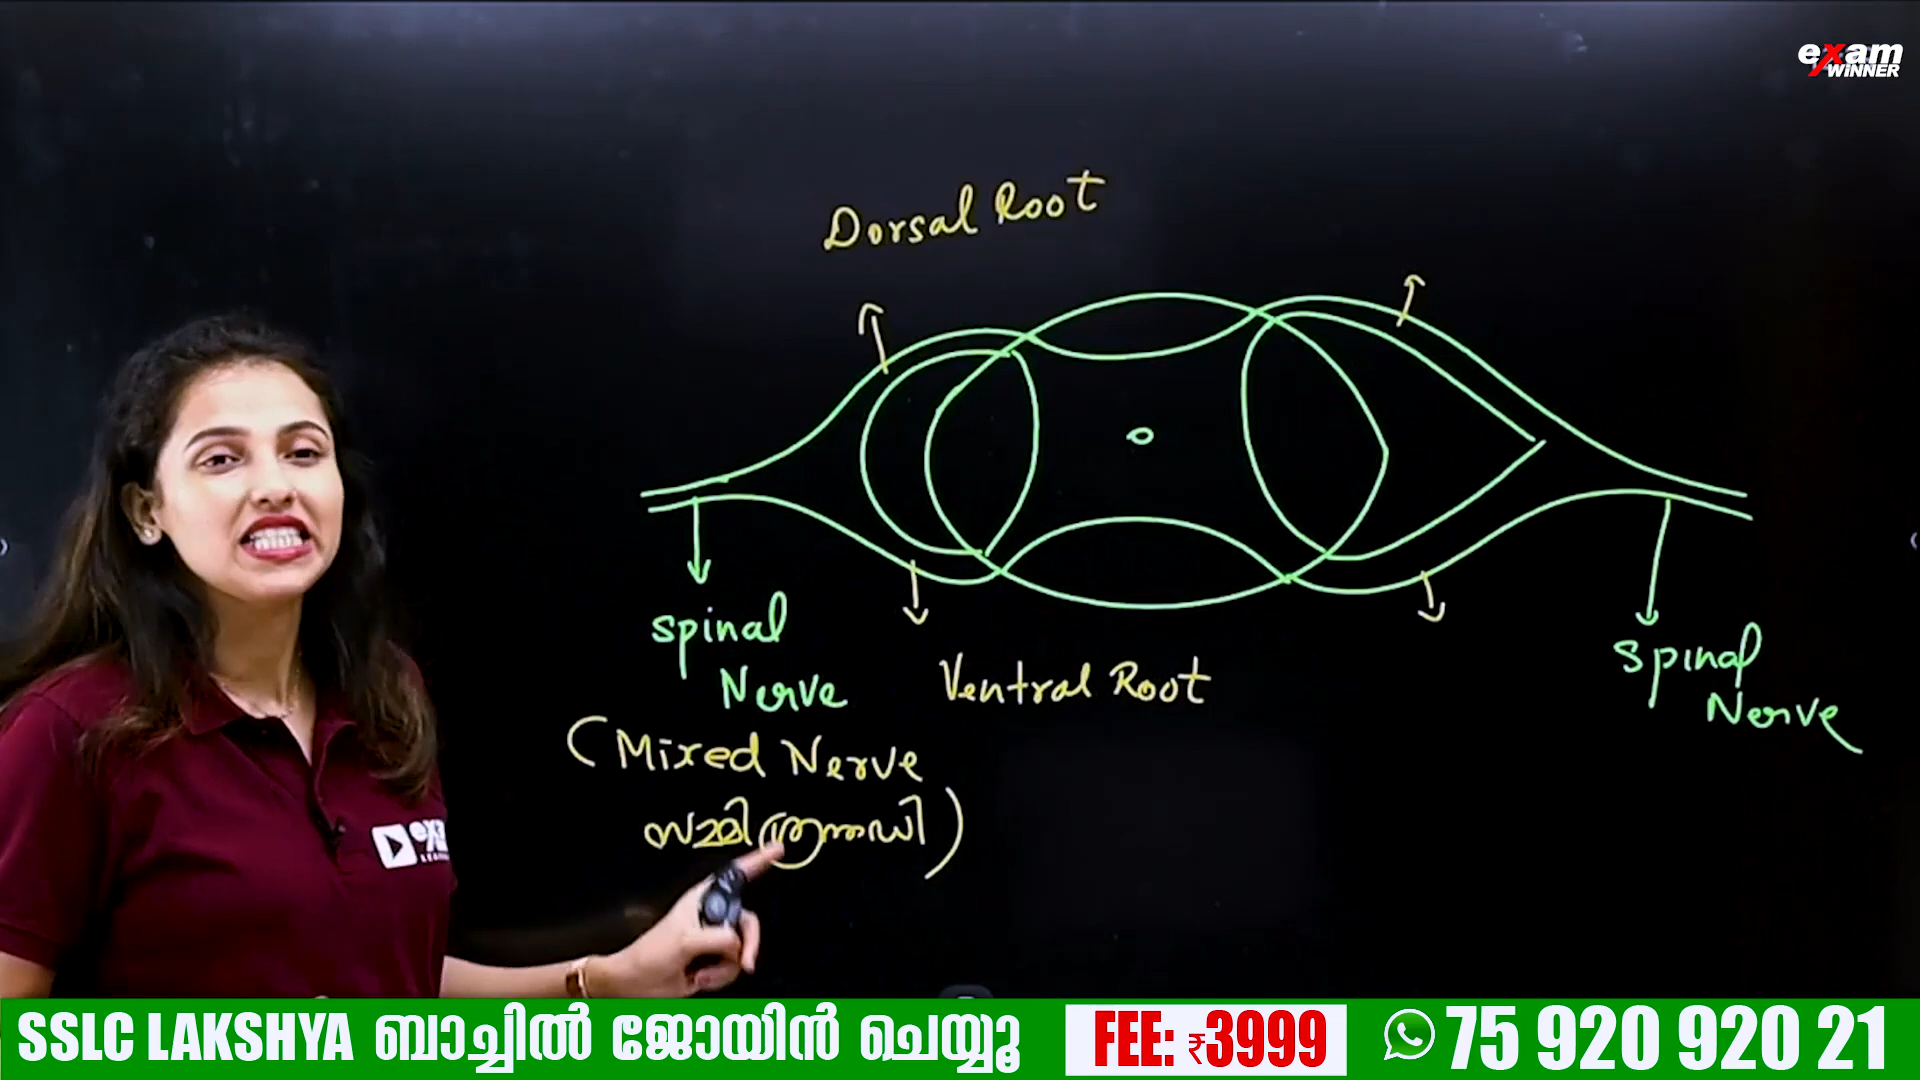 exam
WINNER
Dorsal Root
Spinal
Nerve
Ventral Root
Spinal
Nerve
(Mixed Nerve
സമ്മിശ്രനാഡി)
SSLC LAKSHYA ബാച്ചിൽ ജോയിൻ ചെയ്യൂ
FEE: ₹3999
75 920 920 21